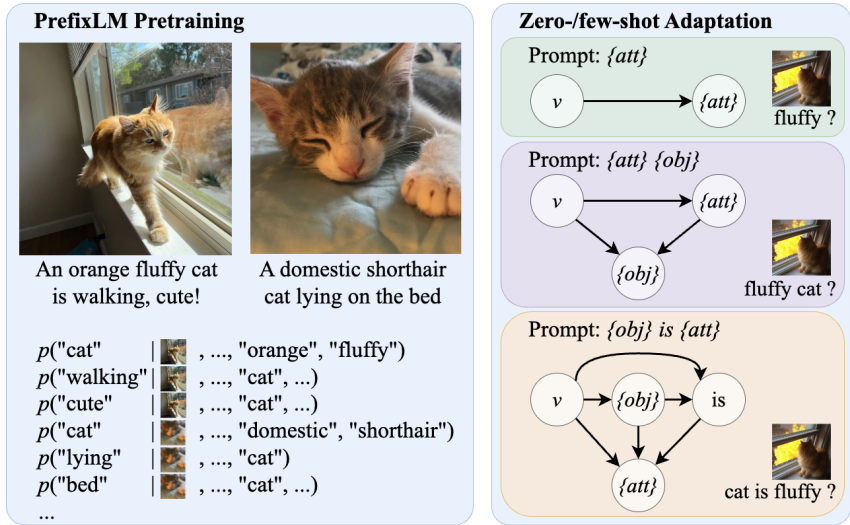 PrefixLM Pretraining
An orange fluffy cat
is walking, cute!
A domestic shorthair
cat lying on the bed
p("cat" | , ..., "orange", "fluffy")
p("walking" | , ..., "cat", ...)
p("cute" | , ..., "cat", ...)
p("cat" | , ..., "domestic", "shorthair")
p("lying" | , ..., "cat")
p("bed" | , ..., "cat", ...)
...
Zero-/few-shot Adaptation
Prompt: {att}
v
{att}
fluffy ?
Prompt: {att} {obj}
v
{att}
{obj}
fluffy cat ?
Prompt: {obj} is {att}
v
{obj}
is
{att}
cat is fluffy ?